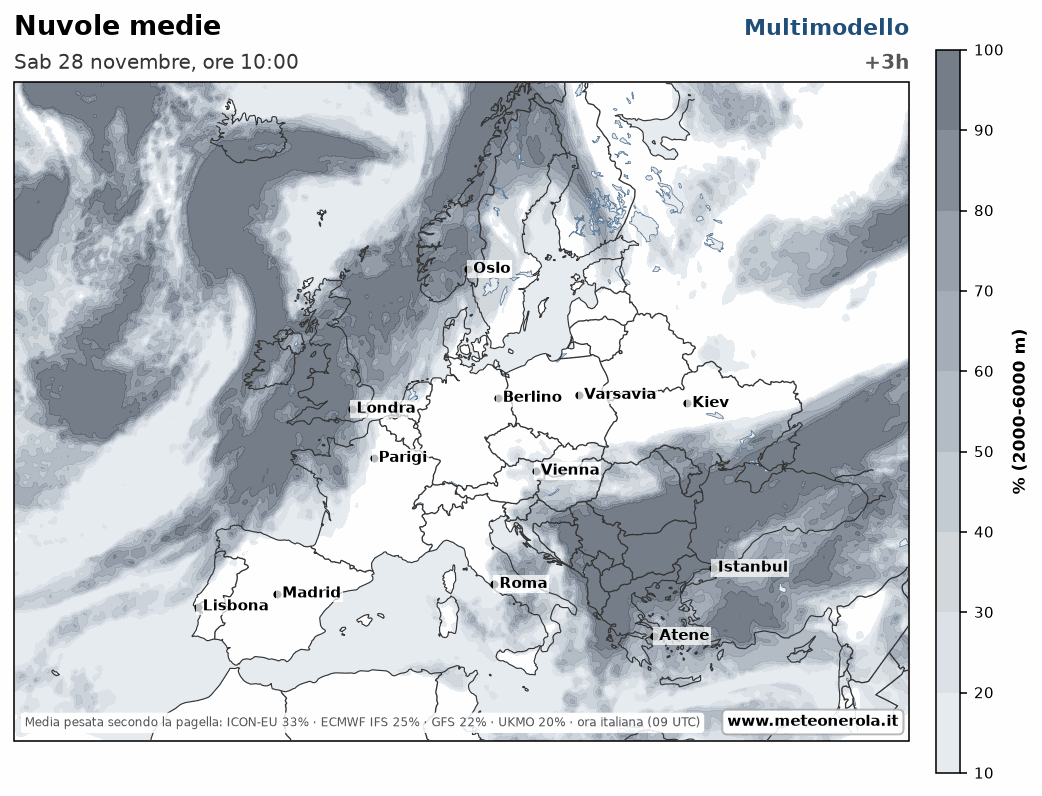 Nuvole medie
Multimodello
Sab 28 novembre, ore 10:00
+3h
100
90
80
70
60
50
40
30
20
10
% (2000-6000 m)
Oslo
Londra
Berlino
Varsavia
Kiev
Parigi
Vienna
Istanbul
Roma
Madrid
Lisbona
Atene
Media pesata secondo la pagella: ICON-EU 33% · ECMWF IFS 25% · GFS 22% · UKMO 20% · ora italiana (09 UTC)
www.meteonerola.it